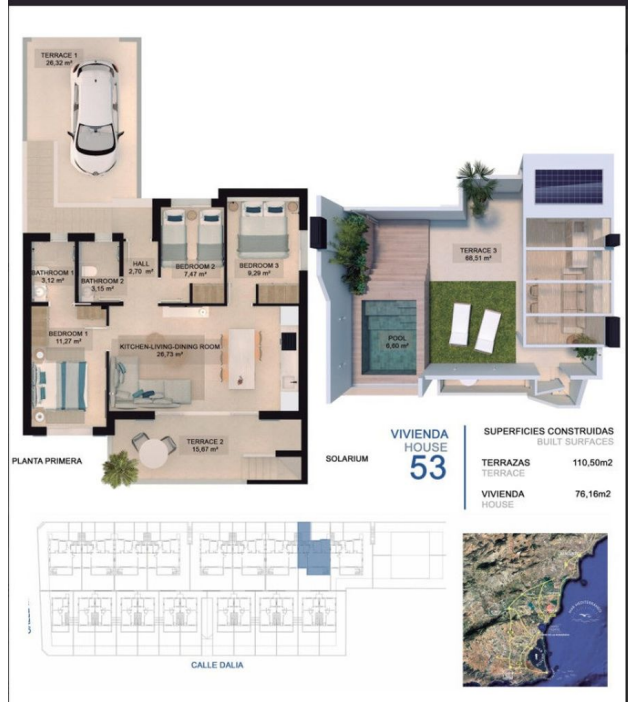 TERRACE 1
26,32 m²
HALL
2,70 m²
BEDROOM 2
7,47 m²
BEDROOM 3
9,29 m²
BATHROOM 1
3,12 m²
BATHROOM 2
3,15 m²
BEDROOM 1
11,27 m²
KITCHEN-LIVING-DINING ROOM
26,73 m²
TERRACE 2
15,67 m²
PLANTA PRIMERA
TERRACE 3
68,51 m²
POOL
6,60 m²
SOLARIUM
VIVIENDA
HOUSE
53
SUPERFICIES CONSTRUIDAS
BUILT SURFACES
TERRAZAS 110,50m2
TERRACE
VIVIENDA 76,16m2
HOUSE
CALLE DALIA